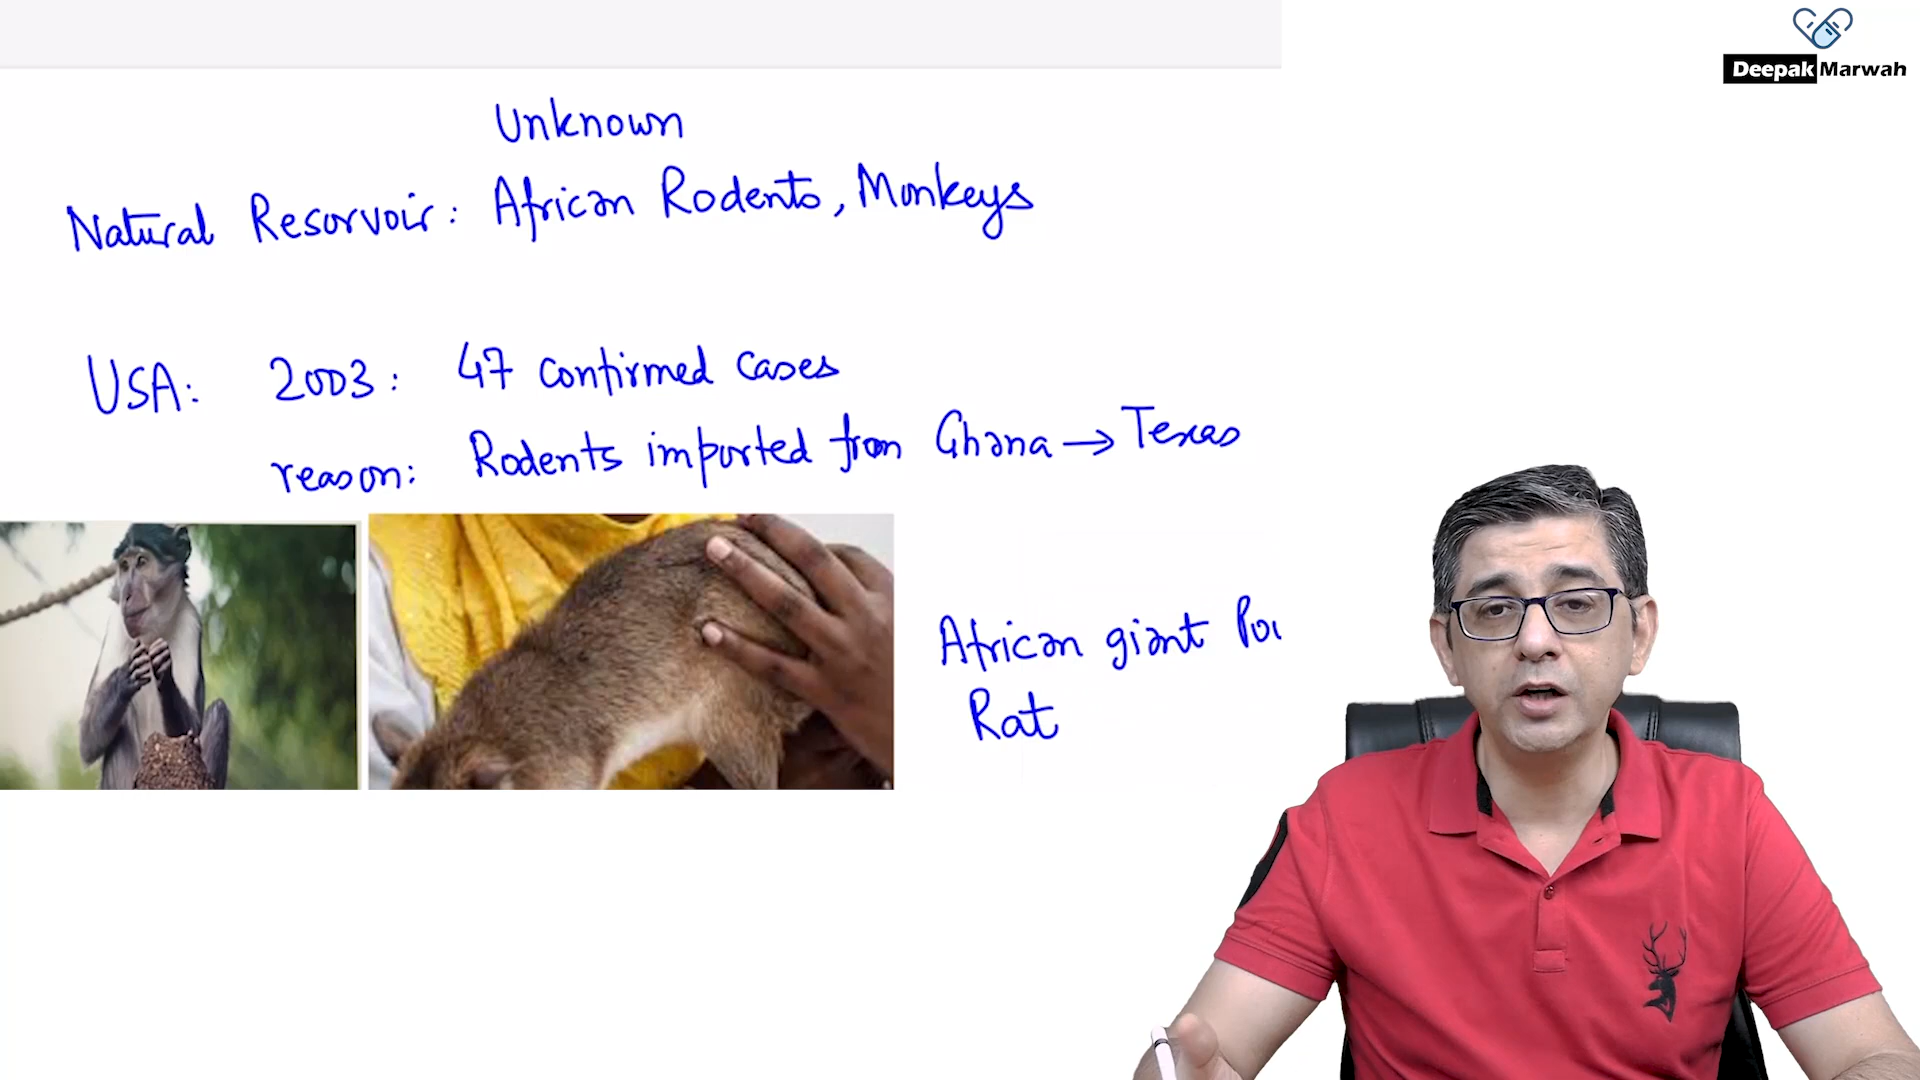 Deepak Marwah
Unknown
Natural Resorvoir: African Rodents, Monkeys
USA: 2003: 47 confirmed cases
reason: Rodents imported from Ghana → Texas
African giant
Rat